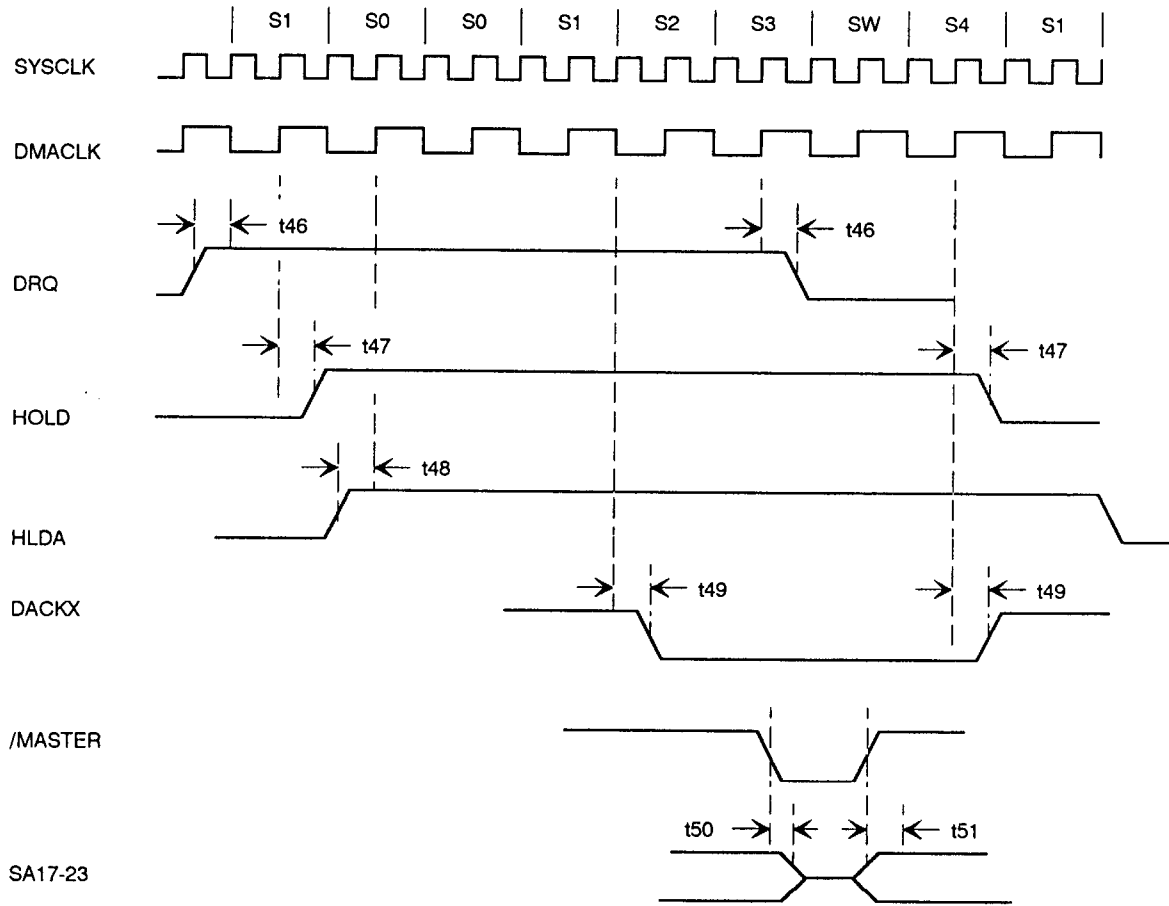 S1 S0 S0 S1 S2 S3 SW S4 S1
SYSCLK
DMACLK
t46 t46
DRQ
t47 t47
HOLD
t48
HLDA
t49 t49
DACKX
/MASTER
t50 t51
SA17-23